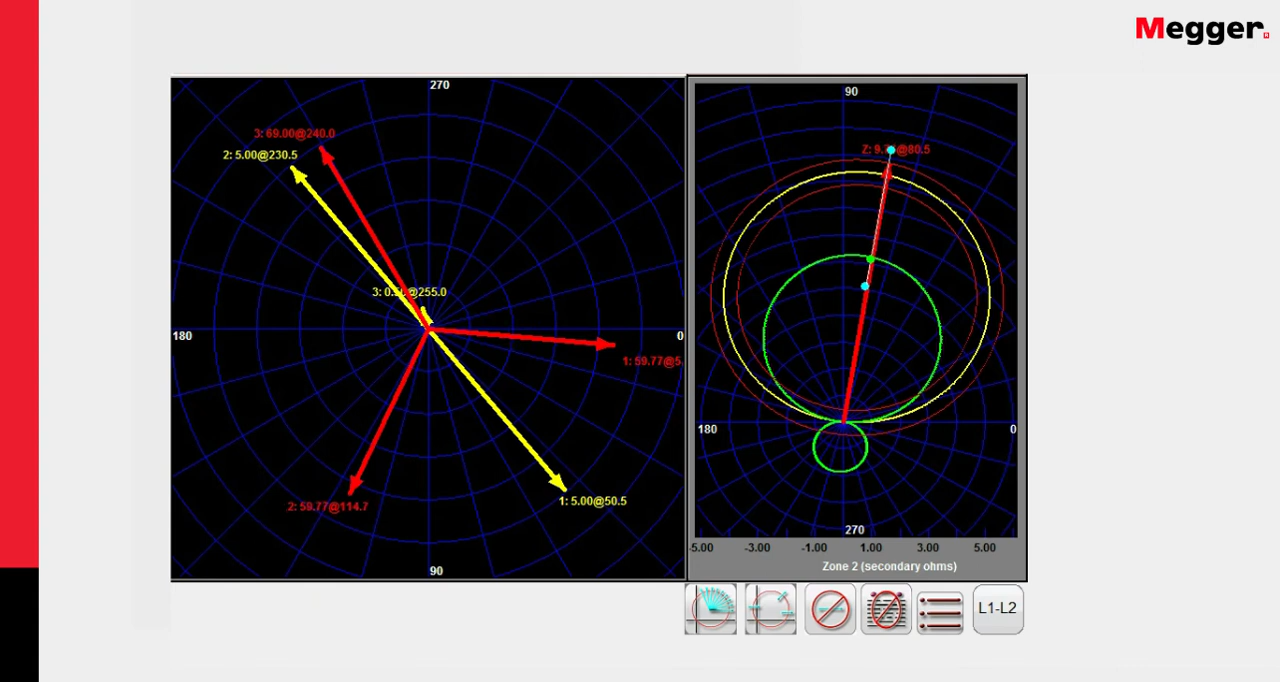 Megger
270
3: 69.00@240.0
2: 5.00@230.5
3: 0.50@255.0
180
0
1: 59.77@5.
2: 59.77@114.7
1: 5.00@50.5
90
90
Z: 9. @80.5
180
0
270
-5.00 -3.00 -1.00 1.00 3.00 5.00
Zone 2 (secondary ohms)
L1-L2